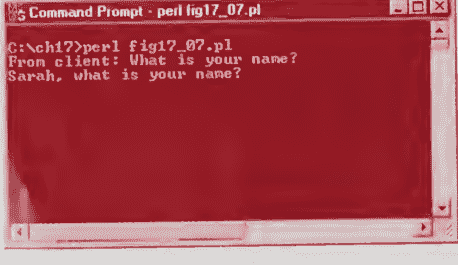 Command Prompt - perl fig17_07.pl
C:\ch17>perl fig17_07.pl
From client: What is your name?
Sarah, what is your name?